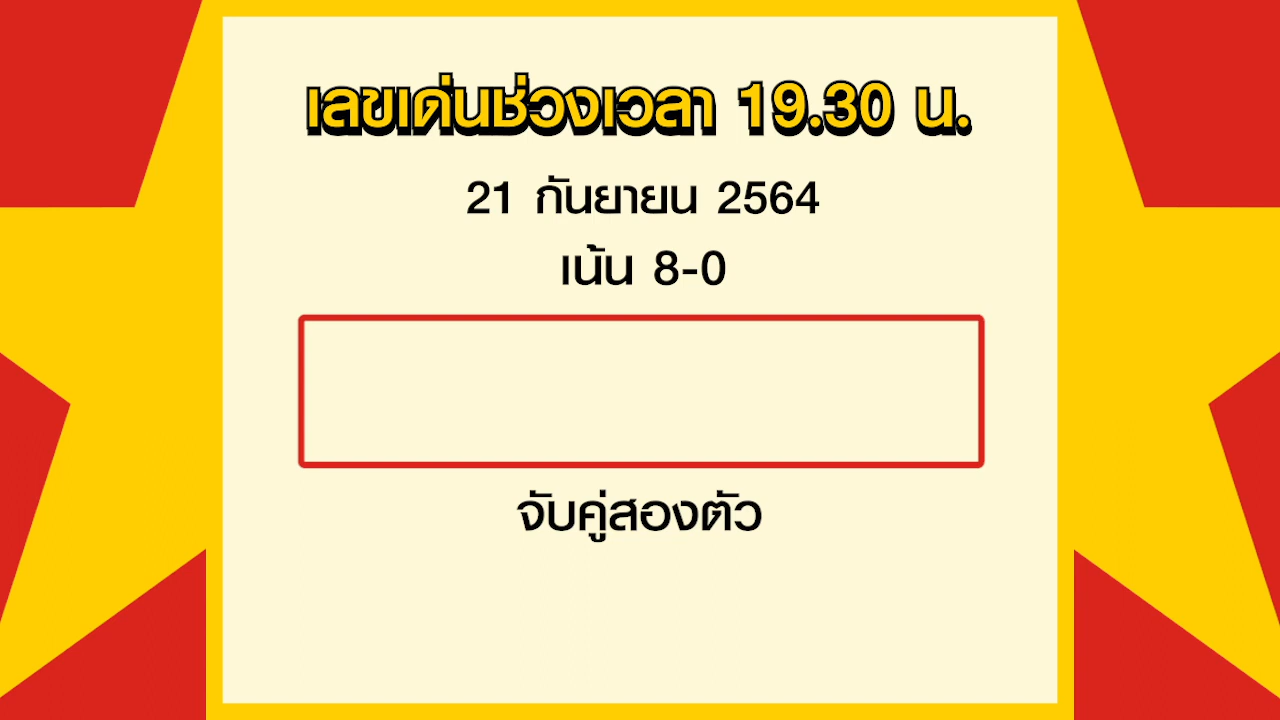 เลขเด่นช่วงเวลา 19.30 น.
21 กันยายน 2564
เน้น 8-0
จับคู่สองตัว